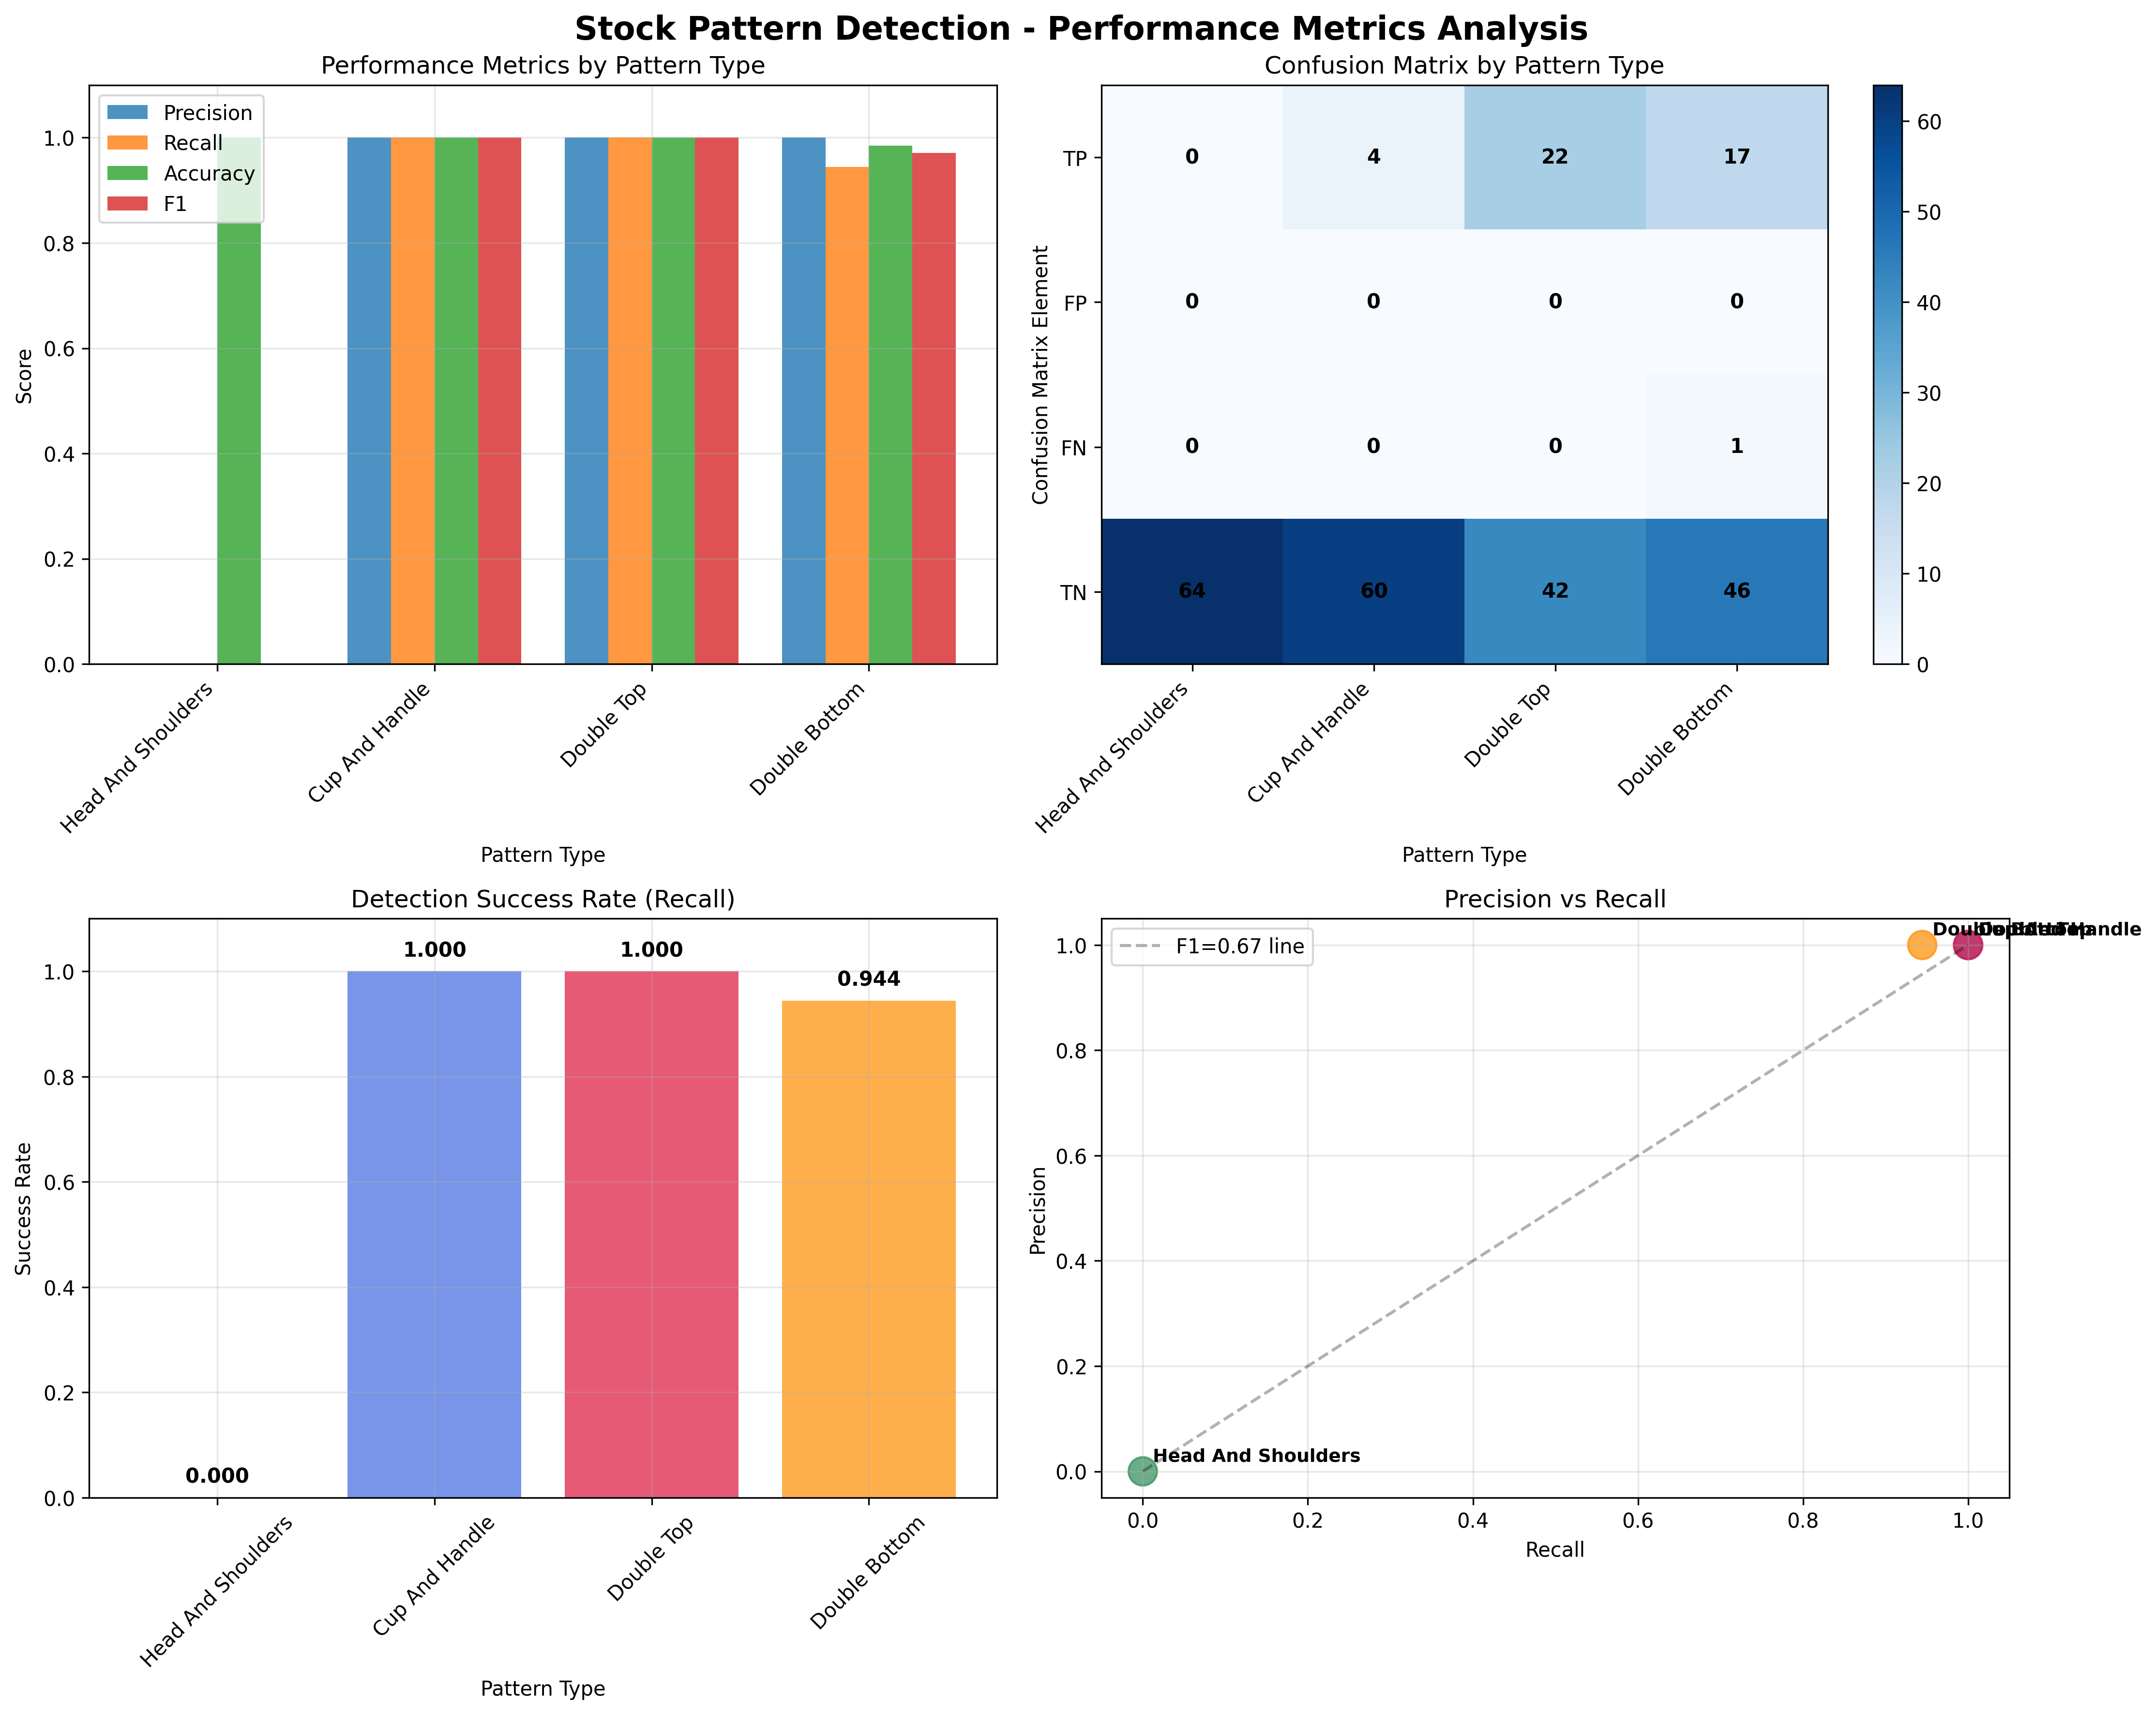 Stock Pattern Detection - Performance Metrics Analysis
Performance Metrics by Pattern Type
Precision
Recall
Accuracy
F1
1.0
0.8
0.6
0.4
0.2
0.0
Score
Head And Shoulders
Cup And Handle
Double Top
Double Bottom
Pattern Type
Confusion Matrix by Pattern Type
Confusion Matrix Element
TP
0
4
22
17
FP
0
0
0
0
FN
0
0
0
1
TN
64
60
42
46
Head And Shoulders
Cup And Handle
Double Top
Double Bottom
Pattern Type
60
50
40
30
20
10
0
Detection Success Rate (Recall)
Success Rate
1.0
0.8
0.6
0.4
0.2
0.0
0.000
1.000
1.000
0.944
Head And Shoulders
Cup And Handle
Double Top
Double Bottom
Pattern Type
Precision vs Recall
F1=0.67 line
Precision
1.0
0.8
0.6
0.4
0.2
0.0
Head And Shoulders
0.0
0.2
0.4
0.6
0.8
1.0
Recall